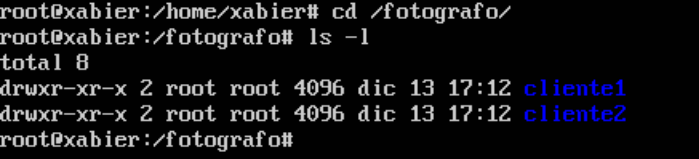 root@xabier:/home/xabier# cd /fotografo/
root@xabier:/fotografo# ls -l
total 8
drwxr-xr-x 2 root root 4096 dic 13 17:12 cliente1
drwxr-xr-x 2 root root 4096 dic 13 17:12 cliente2
root@xabier:/fotografo#